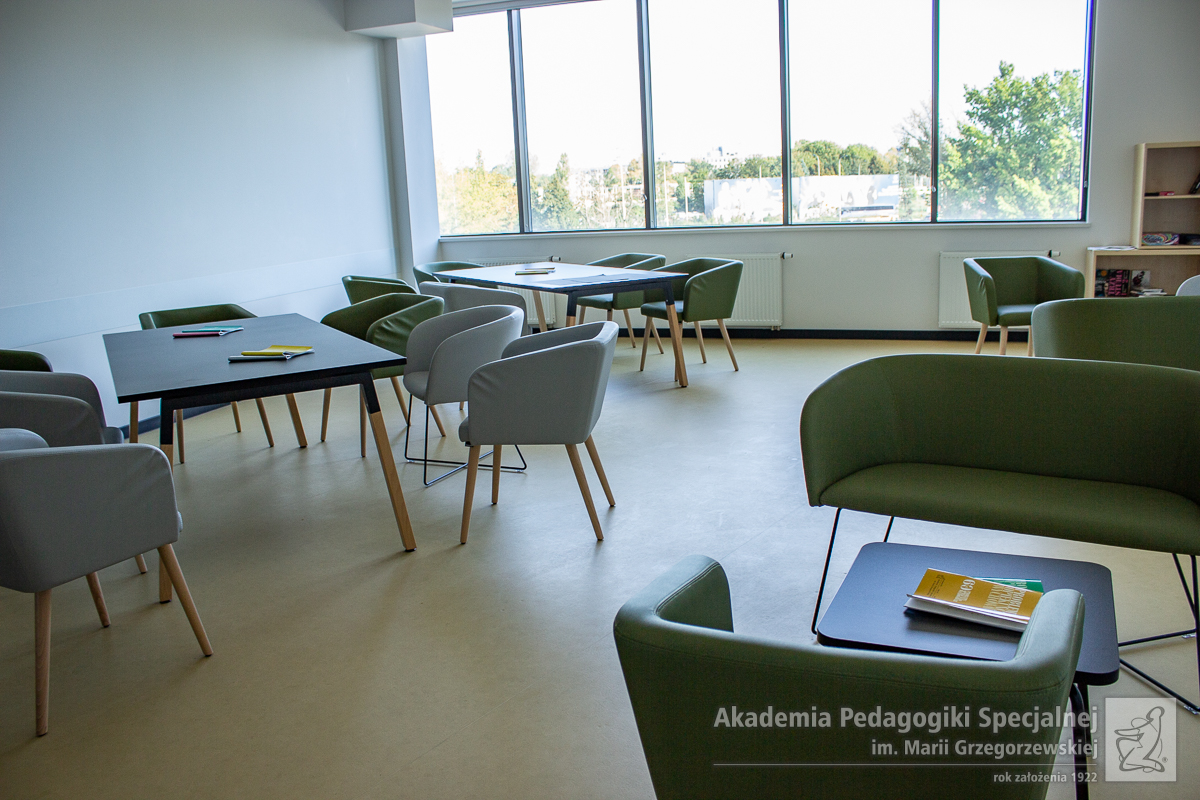 Akademia Pedagogiki Specjalnej
im. Marii Grzegorzewskiej
rok założenia 1922